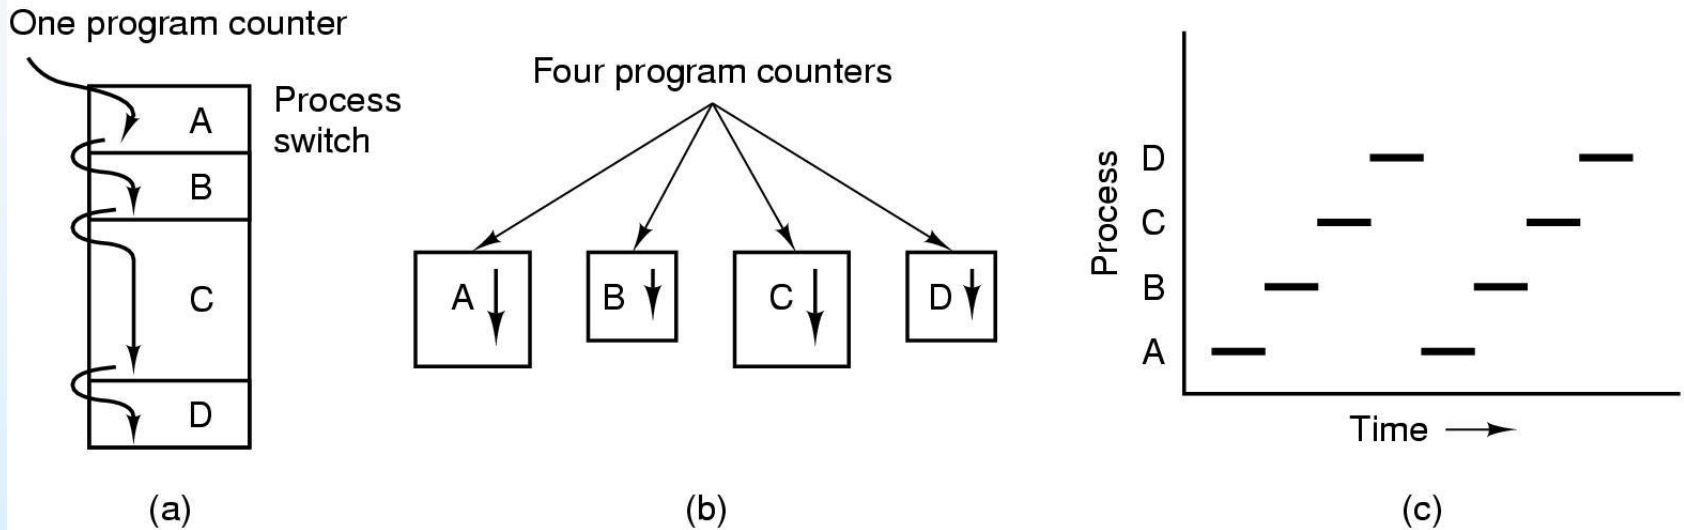 One program counter
Process
switch
A
B
C
D
(a)
Four program counters
A
B
C
D
(b)
Process
D
C
B
A
Time
(c)